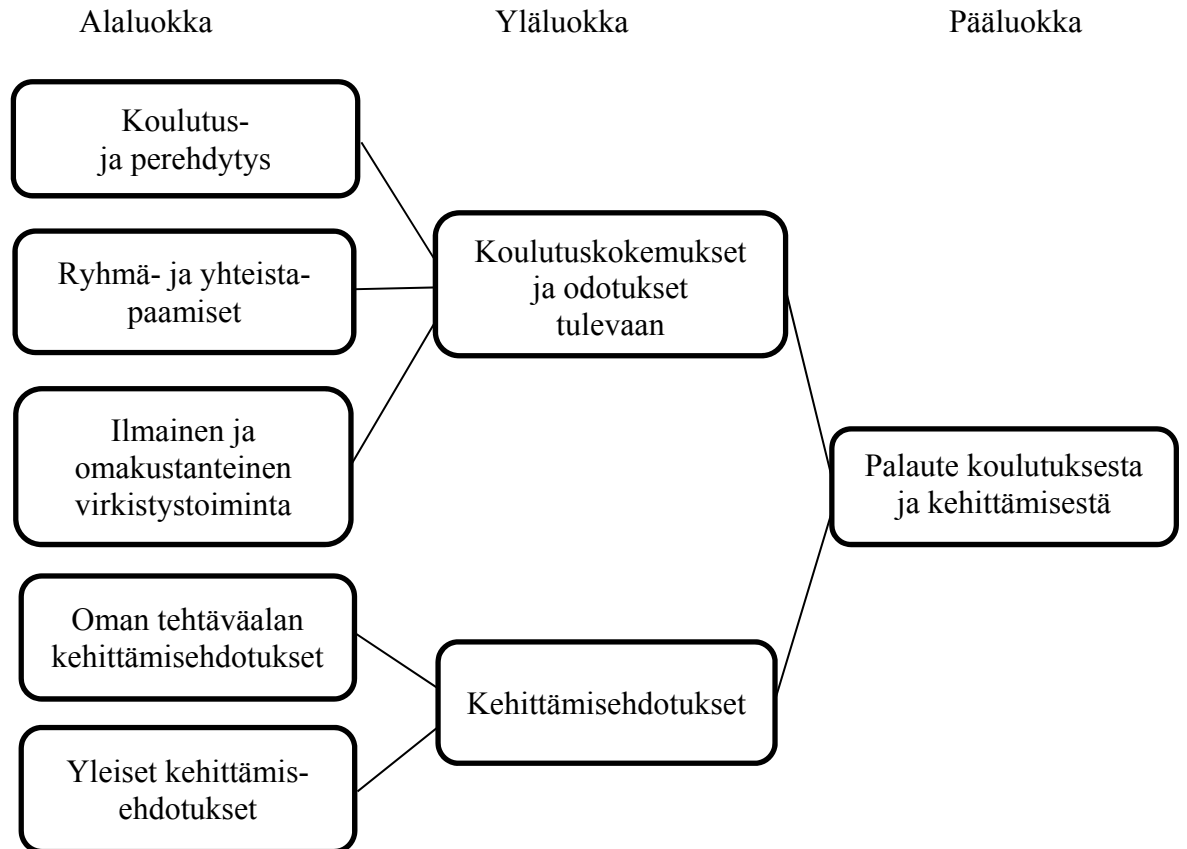 Alaluokka
Yläluokka
Pääluokka
Koulutus-
ja perehdytys
Ryhmä- ja yhteista-
paamiset
Ilmainen ja
omakustanteinen
virkistystoiminta
Oman tehtäväalan
kehittämisehdotukset
Yleiset kehittämis-
ehdotukset
Koulutuskokemukset
ja odotukset
tulevaan
Kehittämisehdotukset
Palaute koulutuksesta
ja kehittämisestä